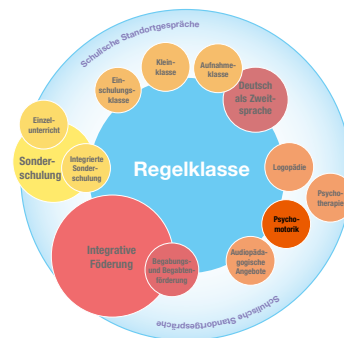 Schulische Standortgespräche
Klein-
klasse
Aufnahme-
klasse
Ein-
schulungs-
klasse
Deutsch
als Zweit-
sprache
Einzel-
unterricht
Sonder-
schulung
Integrierte
Sonder-
schulung
Regelklasse
Logopädie
Psycho-
therapie
Psycho-
motorik
Integrative
Föderung
Begabungs-
und Begabten-
förderung
Audiopäda-
gogische
Angebote
Schulische Standortgespräche